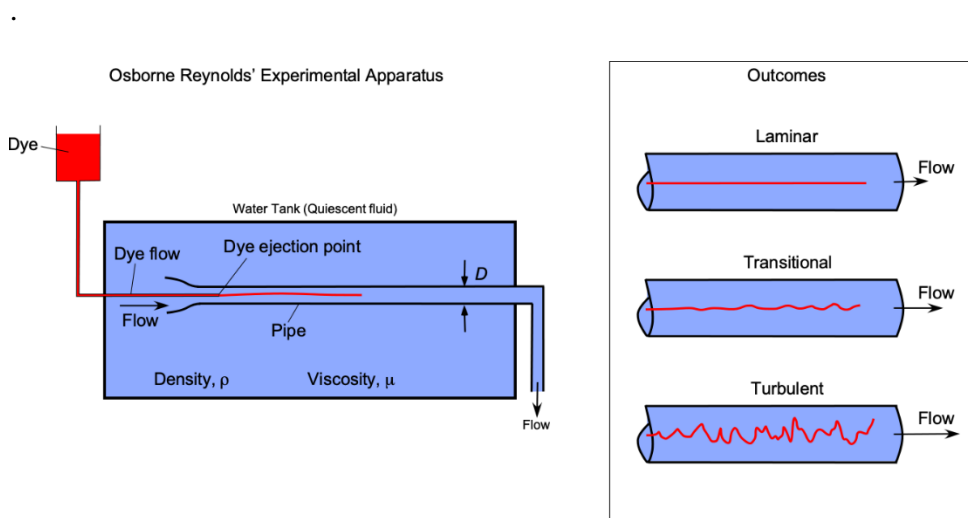 .
Osborne Reynolds’ Experimental Apparatus
Dye
Water Tank (Quiescent fluid)
Dye flow
Dye ejection point
D
Flow
Pipe
Density, ρ
Viscosity, μ
Flow
Outcomes
Laminar
Flow
Transitional
Flow
Turbulent
Flow